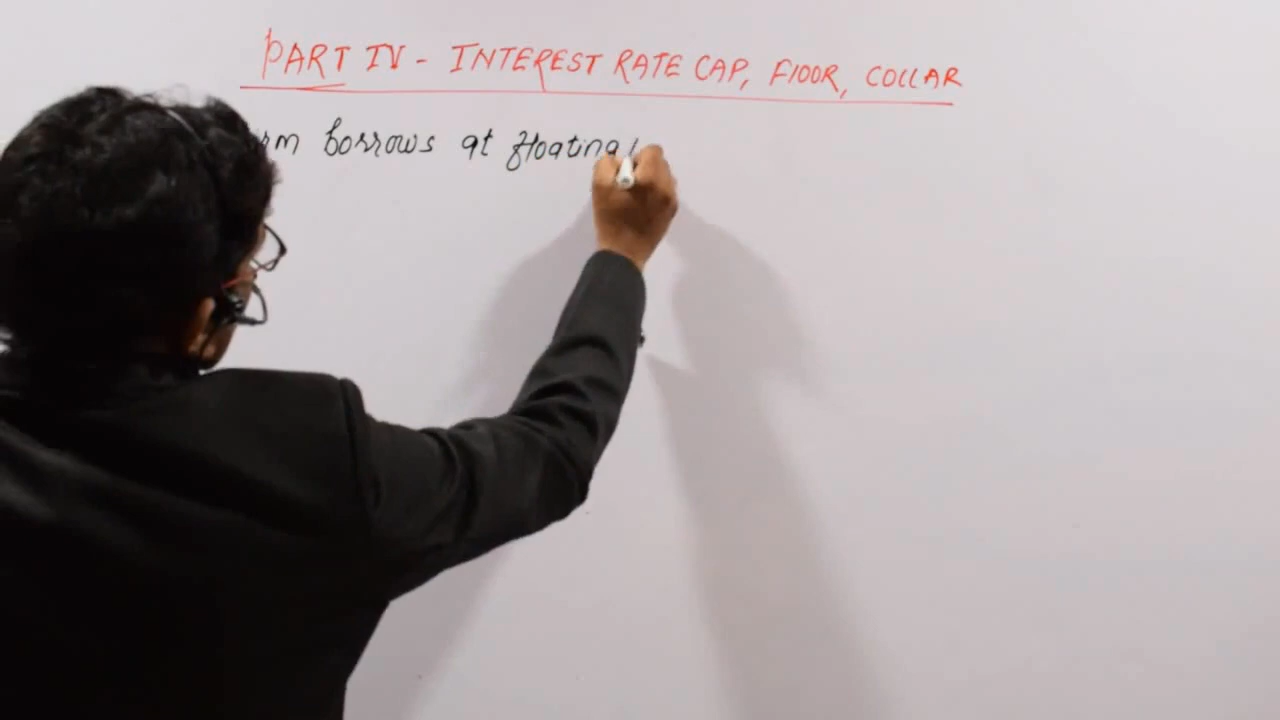 PART IV - INTEREST RATE CAP, FLOOR, COLLAR
borrows at floating